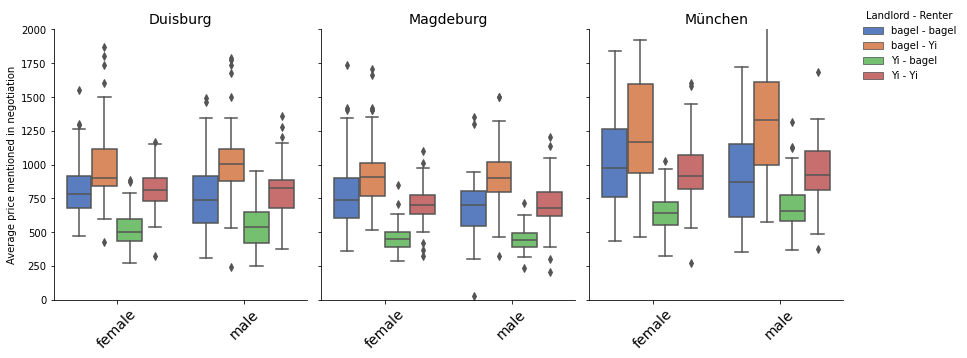 Duisburg
Magdeburg
München
Landlord - Renter
bagel - bagel
bagel - Yi
Yi - bagel
Yi - Yi
Average price mentioned in negotiation
2000
1750
1500
1250
1000
750
500
250
0
female
male
female
male
female
male